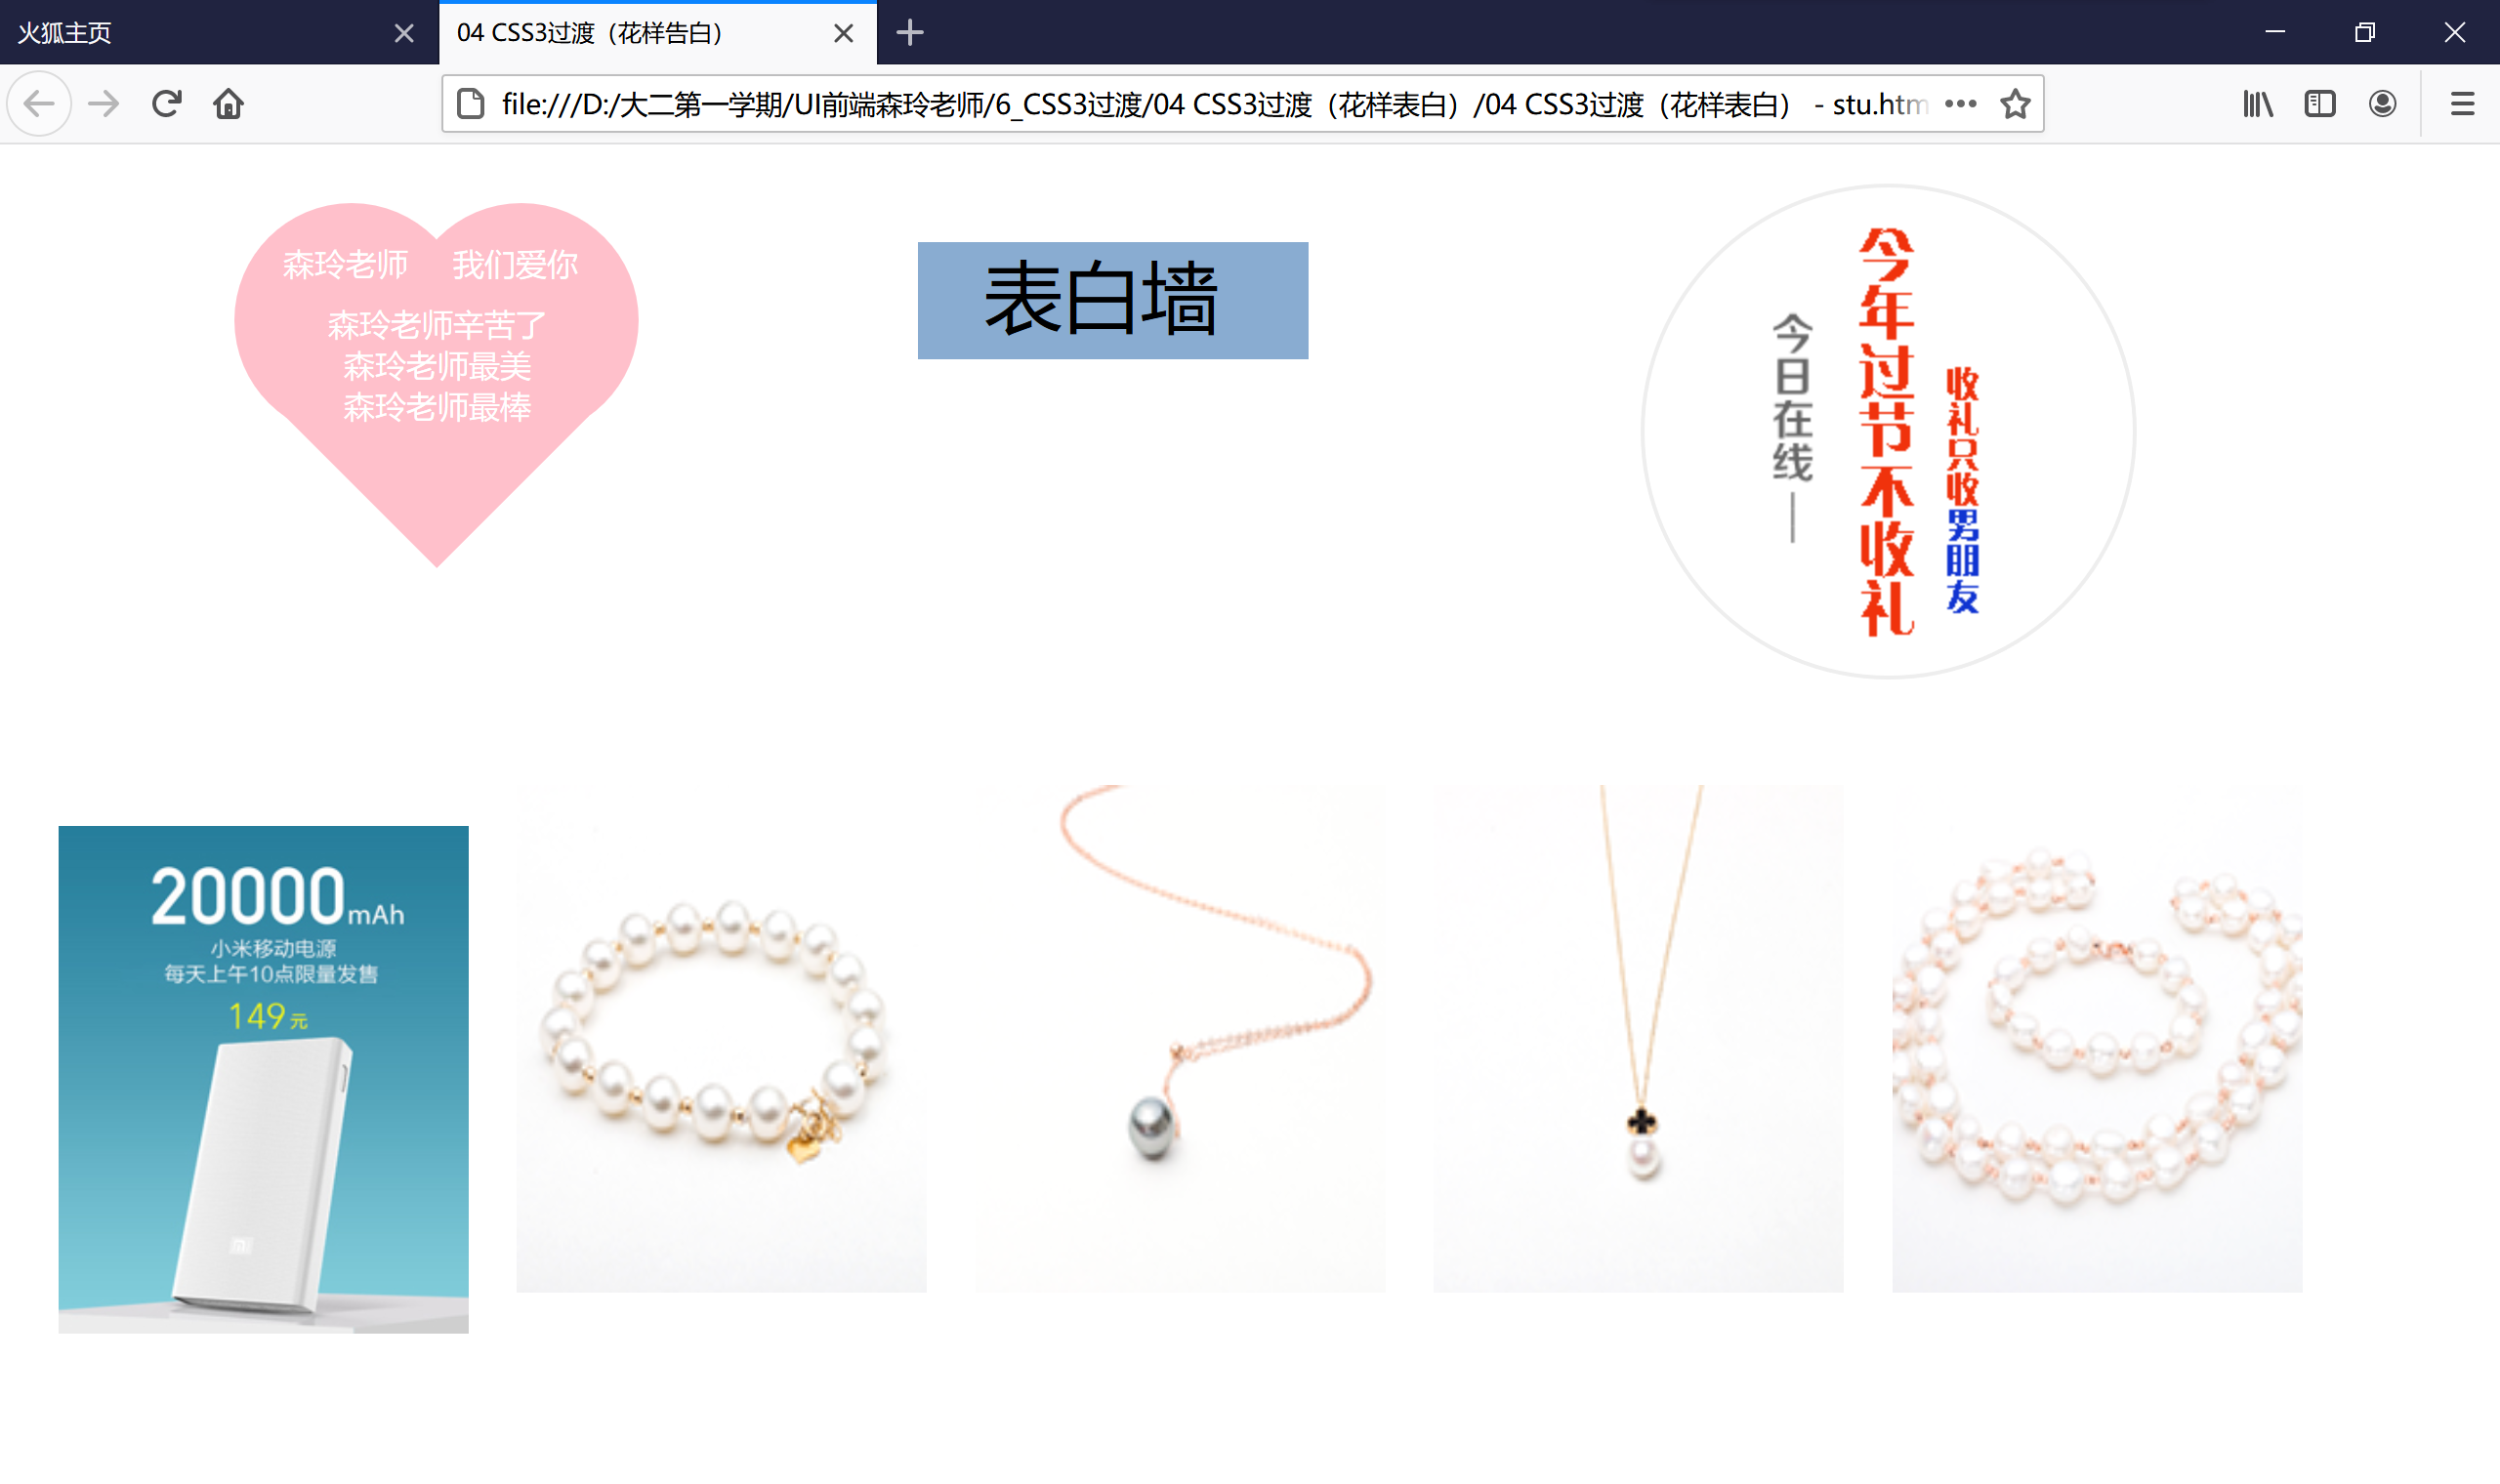 火狐主页
04 CSS3过渡（花样告白）
file:///D:/大二第一学期/UI前端森玲老师/6_CSS3过渡/04 CSS3过渡（花样表白）/04 CSS3过渡（花样表白） - stu.htm
森玲老师 我们爱你
森玲老师辛苦了
森玲老师最美
森玲老师最棒
表白墙
今日在线
今年过节不收礼
收礼只收男朋友
20000mAh
小米移动电源
每天上午10点限量发售
149元